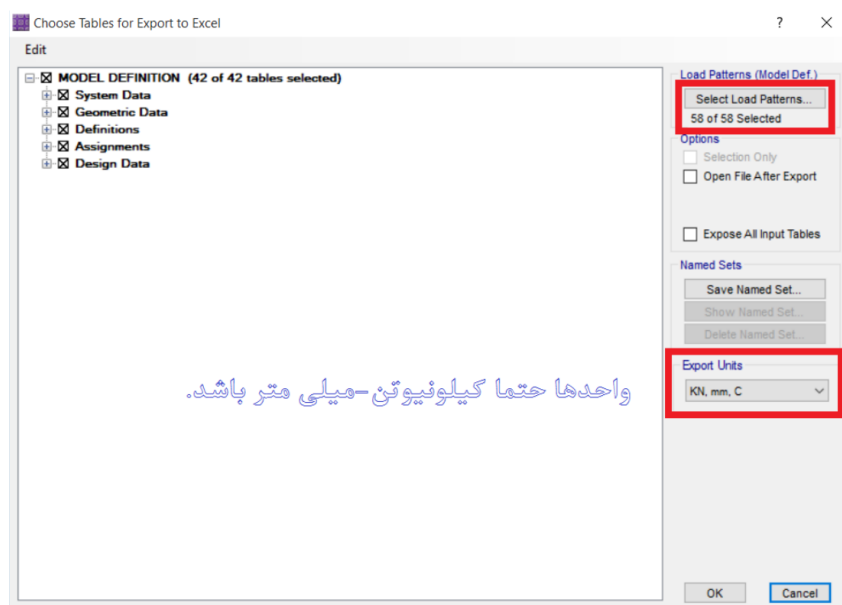 Choose Tables for Export to Excel
Edit
MODEL DEFINITION (42 of 42 tables selected)
System Data
Geometric Data
Definitions
Assignments
Design Data
Load Patterns (Model Def.)
Select Load Patterns...
58 of 58 Selected
Options
Selection Only
Open File After Export
Expose All Input Tables
Named Sets
Save Named Set...
Show Named Set...
Delete Named Set...
Export Units
KN, mm, C
واحدها حتما کیلونیوتن-میلی متر باشد.
OK
Cancel